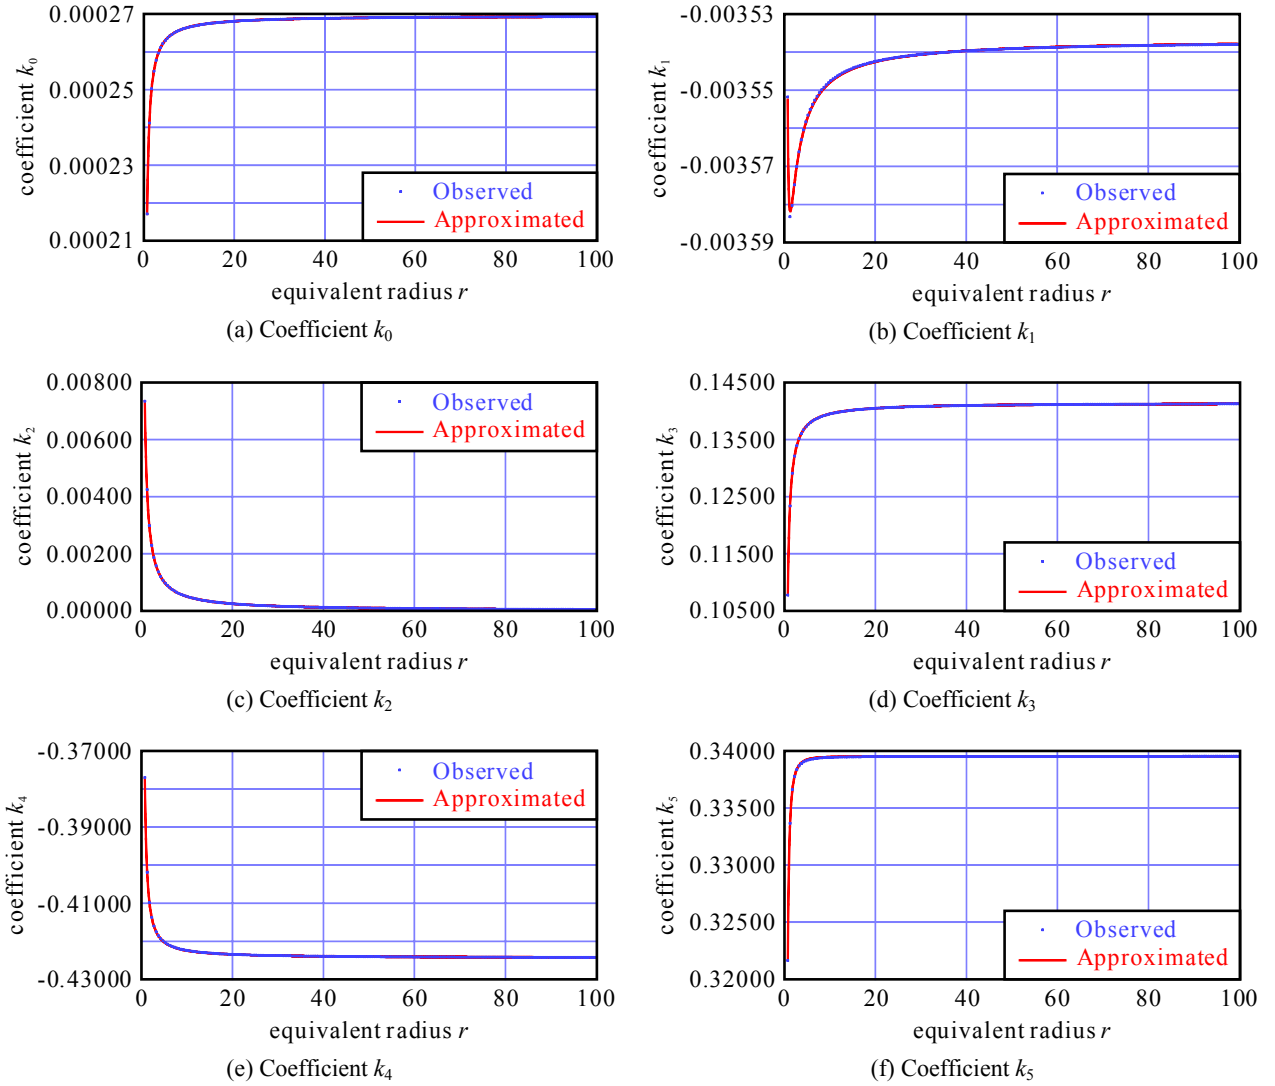 0.00027
0.00025
0.00023
0.00021
coefficient k0
Observed
Approximated
0 20 40 60 80 100
equivalent radius r
(a) Coefficient k0
-0.00353
-0.00355
-0.00357
-0.00359
coefficient k1
Observed
Approximated
0 20 40 60 80 100
equivalent radius r
(b) Coefficient k1
0.00800
0.00600
0.00400
0.00200
0.00000
coefficient k2
Observed
Approximated
0 20 40 60 80 100
equivalent radius r
(c) Coefficient k2
0.14500
0.13500
0.12500
0.11500
0.10500
coefficient k3
Observed
Approximated
0 20 40 60 80 100
equivalent radius r
(d) Coefficient k3
-0.37000
-0.39000
-0.41000
-0.43000
coefficient k4
Observed
Approximated
0 20 40 60 80 100
equivalent radius r
(e) Coefficient k4
0.34000
0.33500
0.33000
0.32500
0.32000
coefficient k5
Observed
Approximated
0 20 40 60 80 100
equivalent radius r
(f) Coefficient k5